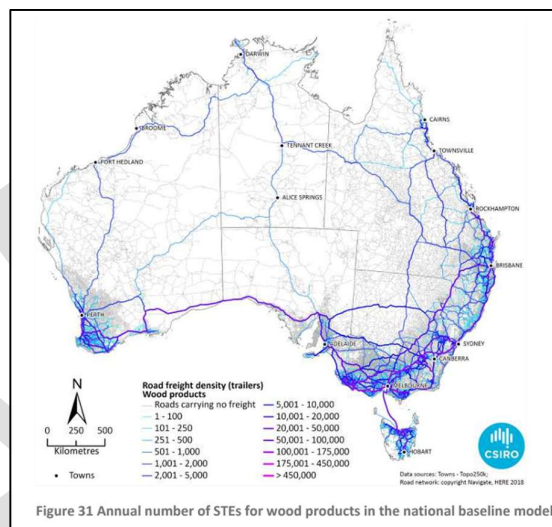 DARWIN
BROOME
PORT HEDLAND
TENNANT CREEK
ALICE SPRINGS
CAIRNS
TOWNSVILLE
ROCKHAMPTON
BRISBANE
PERTH
ADELAIDE
SYDNEY
CANBERRA
MELBOURNE
HOBART
N
0 250 500
Kilometres
• Towns
Road freight density (trailers)
Wood products
Roads carrying no freight
1 - 100
101 - 250
251 - 500
501 - 1,000
1,001 - 2,000
2,001 - 5,000
5,001 - 10,000
10,001 - 20,000
20,001 - 50,000
50,001 - 100,000
100,001 - 175,000
175,001 - 450,000
> 450,000
CSIRO
Data sources: Towns - Topo250k;
Road network: copyright Navigate, HERE 2018
Figure 31 Annual number of STEs for wood products in the national baseline model